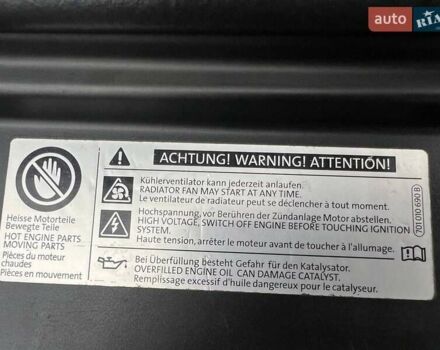 auto RIA
ACHTUNG! WARNING! ATTENTION!
Heisse Motorteile
Bewegte Teile
HOT ENGINE PARTS
MOVING PARTS
Pièces du moteur
chaudes
Pièces en mouvement
Kühlerventilator kann jederzeit anlaufen.
RADIATOR FAN MAY START AT ANY TIME.
Le ventilateur de radiateur peut se déclencher à tout moment.
Hochspannung, vor Berühren der Zündanlage Motor abstellen.
HIGH VOLTAGE, SWITCH OFF ENGINE BEFORE TOUCHING IGNITION
SYSTEM.
Haute tension, arrêter le moteur avant de toucher à l'allumage.
Bei Überfüllung besteht Gefahr für den Katalysator.
OVERFILLED ENGINE OIL CAN DAMAGE CATALYST.
Remplissage excessif d'huile dangereux pour le catalyseur.
701 010 690 B